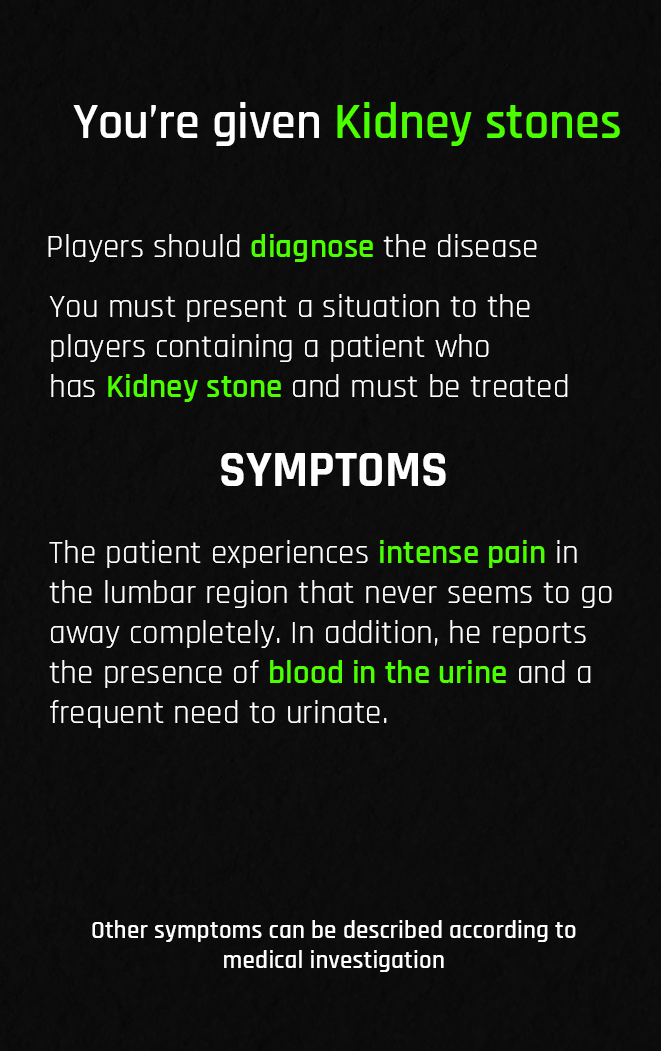 You're given Kidney stones
Players should diagnose the disease
You must present a situation to the
players containing a patient who
has Kidney stone and must be treated
SYMPTOMS
The patient experiences intense pain in
the lumbar region that never seems to go
away completely. In addition, he reports
the presence of blood in the urine and a
frequent need to urinate.
Other symptoms can be described according to
medical investigation